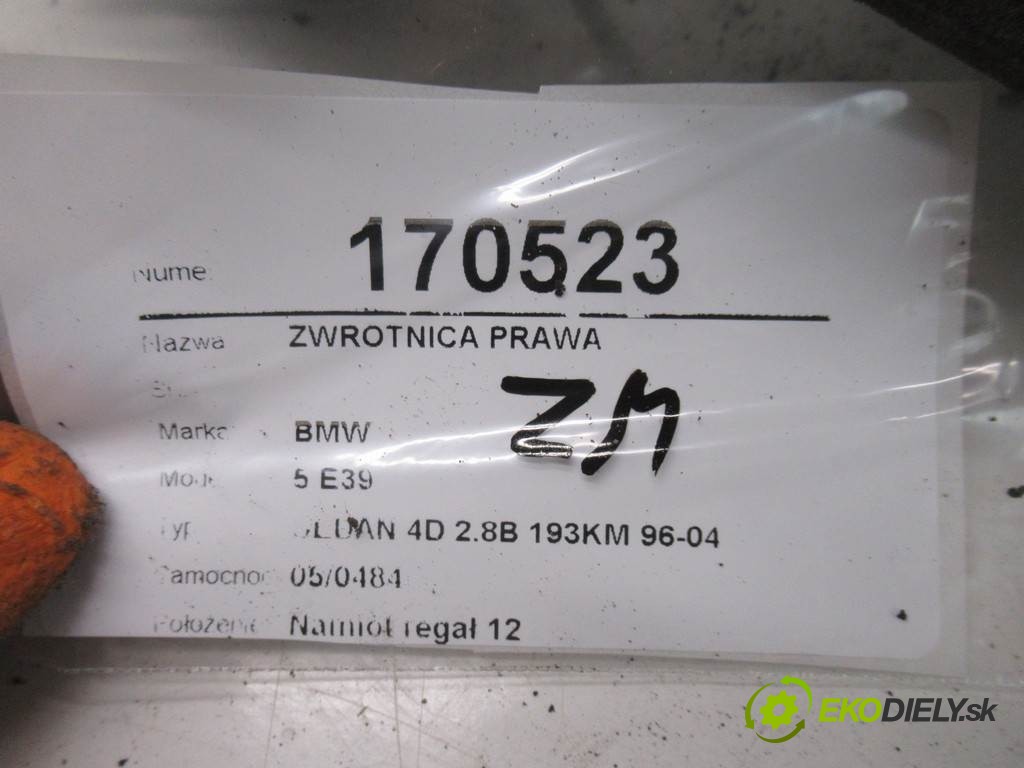 170523
Nazwa ZWROTNICA PRAWA
ZM
Marka BMW
5 E39
4D 2.8B 193KM 96-04
05/0484
Położenie Namiot regał 12
EKODIELY.sk